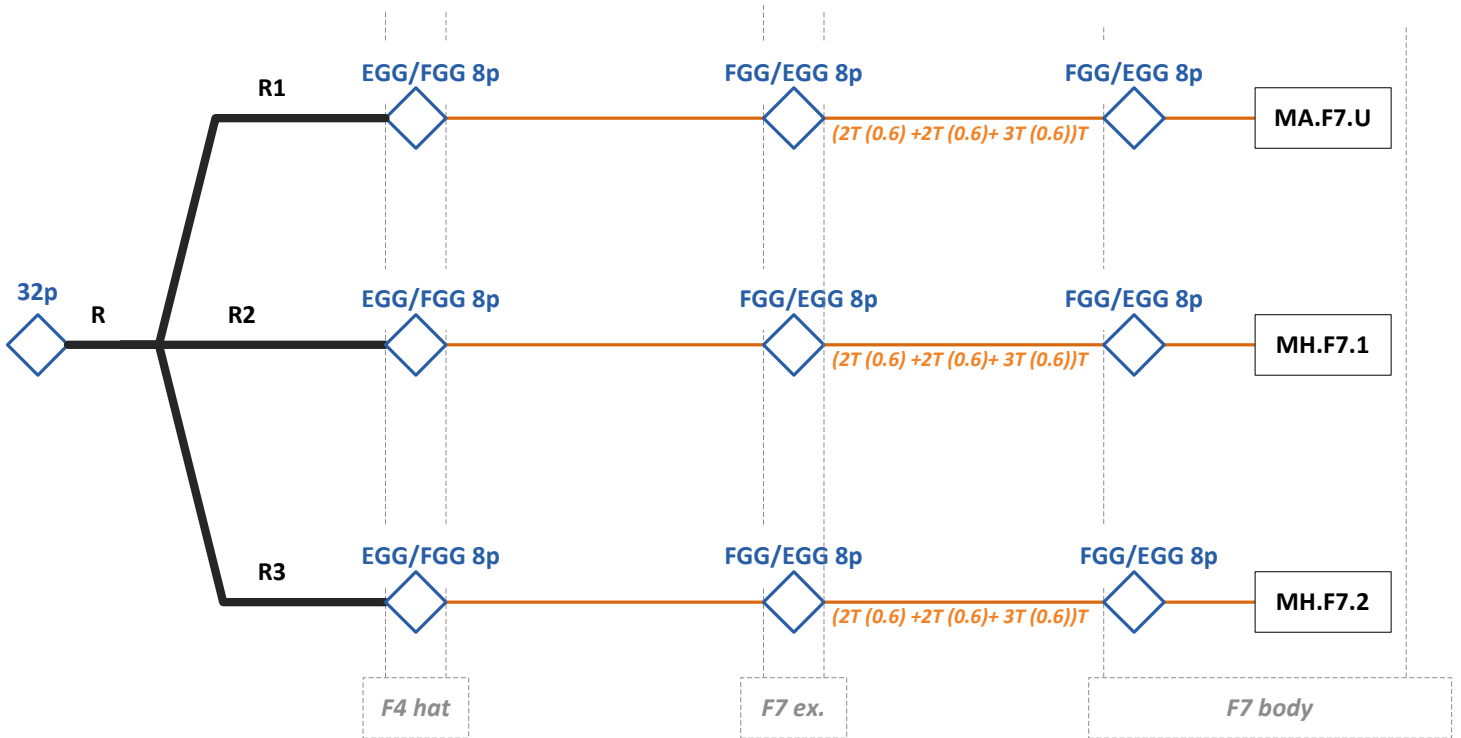 EGG/FGG 8p
FGG/EGG 8p
FGG/EGG 8p
R1
MA.F7.U
(2T (0.6) +2T (0.6)+ 3T (0.6))T
32p
R
R2
EGG/FGG 8p
FGG/EGG 8p
FGG/EGG 8p
MH.F7.1
(2T (0.6) +2T (0.6)+ 3T (0.6))T
EGG/FGG 8p
FGG/EGG 8p
FGG/EGG 8p
R3
MH.F7.2
(2T (0.6) +2T (0.6)+ 3T (0.6))T
F4 hat
F7 ex.
F7 body